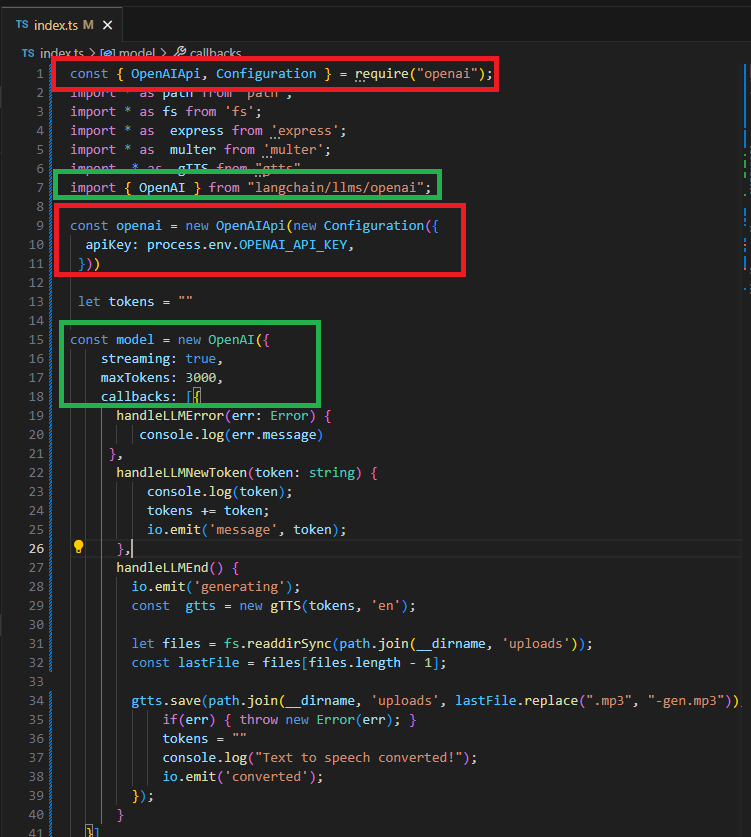 TS index.ts M ×
TS index.ts > model > callbacks
1 const { OpenAIApi, Configuration } = require("openai");
2 import * as path from 'path';
3 import * as fs from 'fs';
4 import * as  express from 'express';
5 import * as  multer from 'multer';
6 import  * as  gTTS from "gtts"
7 import { OpenAI } from "langchain/llms/openai";
8
9 const openai = new OpenAIApi(new Configuration({
10   apiKey: process.env.OPENAI_API_KEY,
11  }))
12
13  let tokens = ""
14
15 const model = new OpenAI({
16     streaming: true,
17     maxTokens: 3000,
18     callbacks: [{
19       handleLLMError(err: Error) {
20          console.log(err.message)
21      },
22       handleLLMNewToken(token: string) {
23           console.log(token);
24           tokens += token;
25           io.emit('message', token);
26       },
27       handleLLMEnd() {
28         io.emit('generating');
29         const  gtts = new gTTS(tokens, 'en');
30
31         let files = fs.readdirSync(path.join(__dirname, 'uploads'));
32         const lastFile = files[files.length - 1];
33
34         gtts.save(path.join(__dirname, 'uploads', lastFile.replace(".mp3", "-gen.mp3"))
35             if(err) { throw new Error(err); }
36             tokens = ""
37             console.log("Text to speech converted!");
38             io.emit('converted');
39         });
40       }
41   }]